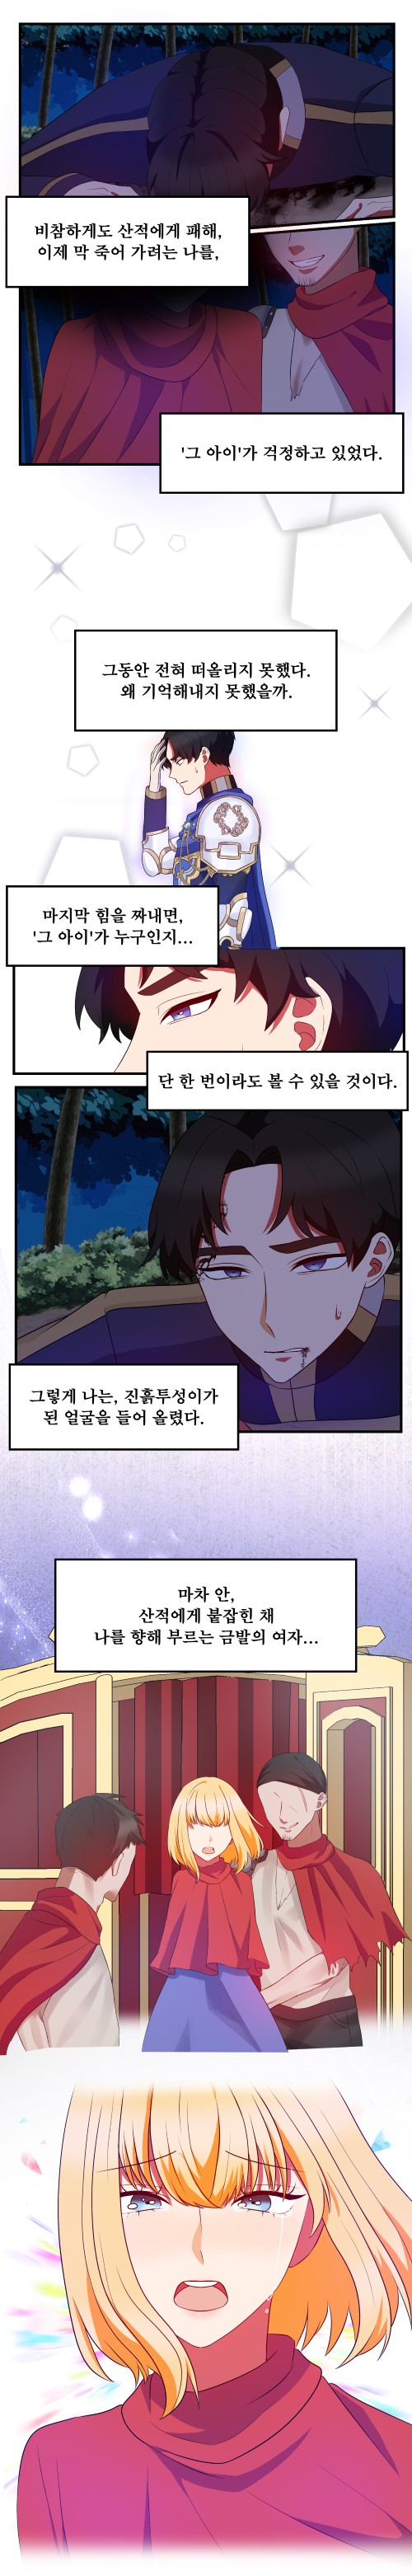 비참하게도 산적에게 패해,
이제 막 죽어 가려는 나를,
'그 아이'가 걱정하고 있었다.
그동안 전혀 떠올리지 못했다.
왜 기억해내지 못했을까.
마지막 힘을 짜내면,
'그 아이'가 누구인지...
단 한 번이라도 볼 수 있을 것이다.
그렇게 나는, 진흙투성이가
된 얼굴을 들어 올렸다.
마차 안,
산적에게 붙잡힌 채
나를 향해 부르는 금발의 여자...